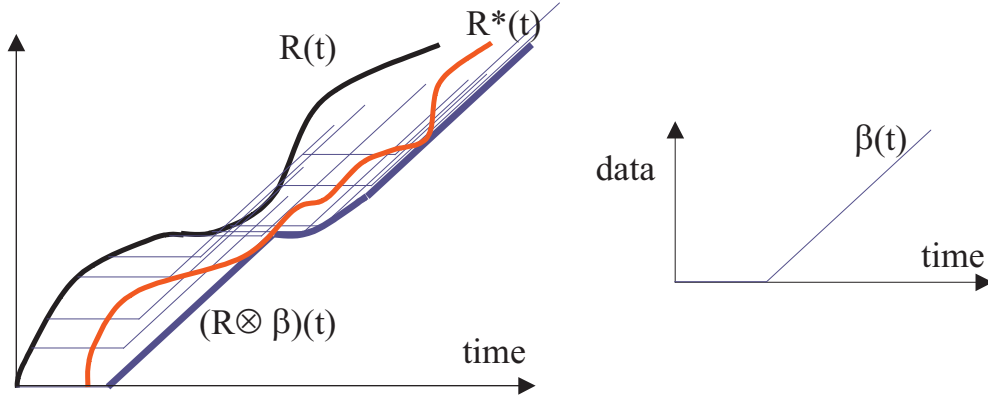 R(t)
R*(t)
(R⊗ β)(t)
time
data
β(t)
time